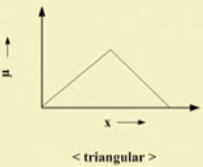 μ
x
< triangular >